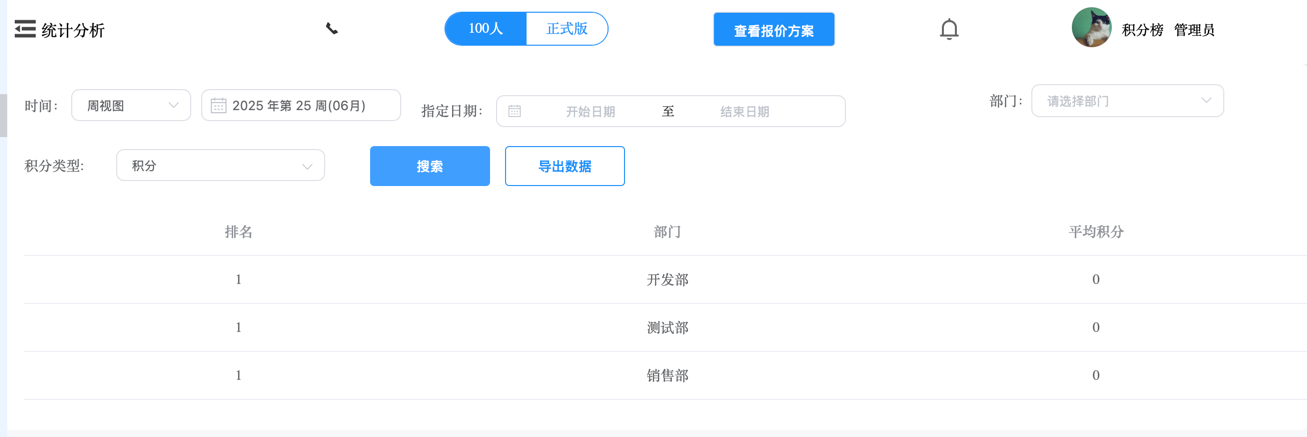 统计分析 100人 正式版 查看报价方案 积分榜 管理员
时间： 周视图 2025 年第 25 周(06月) 指定日期： 开始日期 至 结束日期 部门： 请选择部门
积分类型: 积分 搜索 导出数据
排名 部门 平均积分
1 开发部 0
1 测试部 0
1 销售部 0